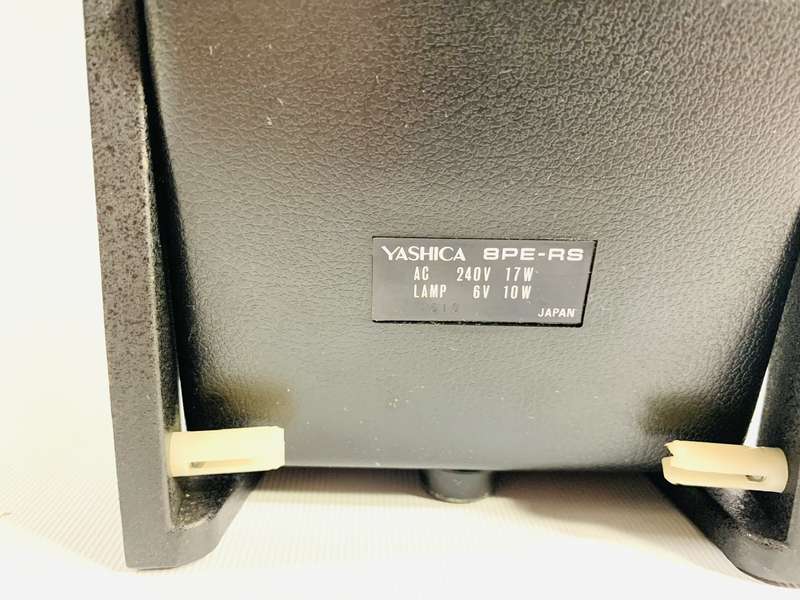 YASHICA 8PE-RS
AC 240V 17W
LAMP 6V 10W
JAPAN